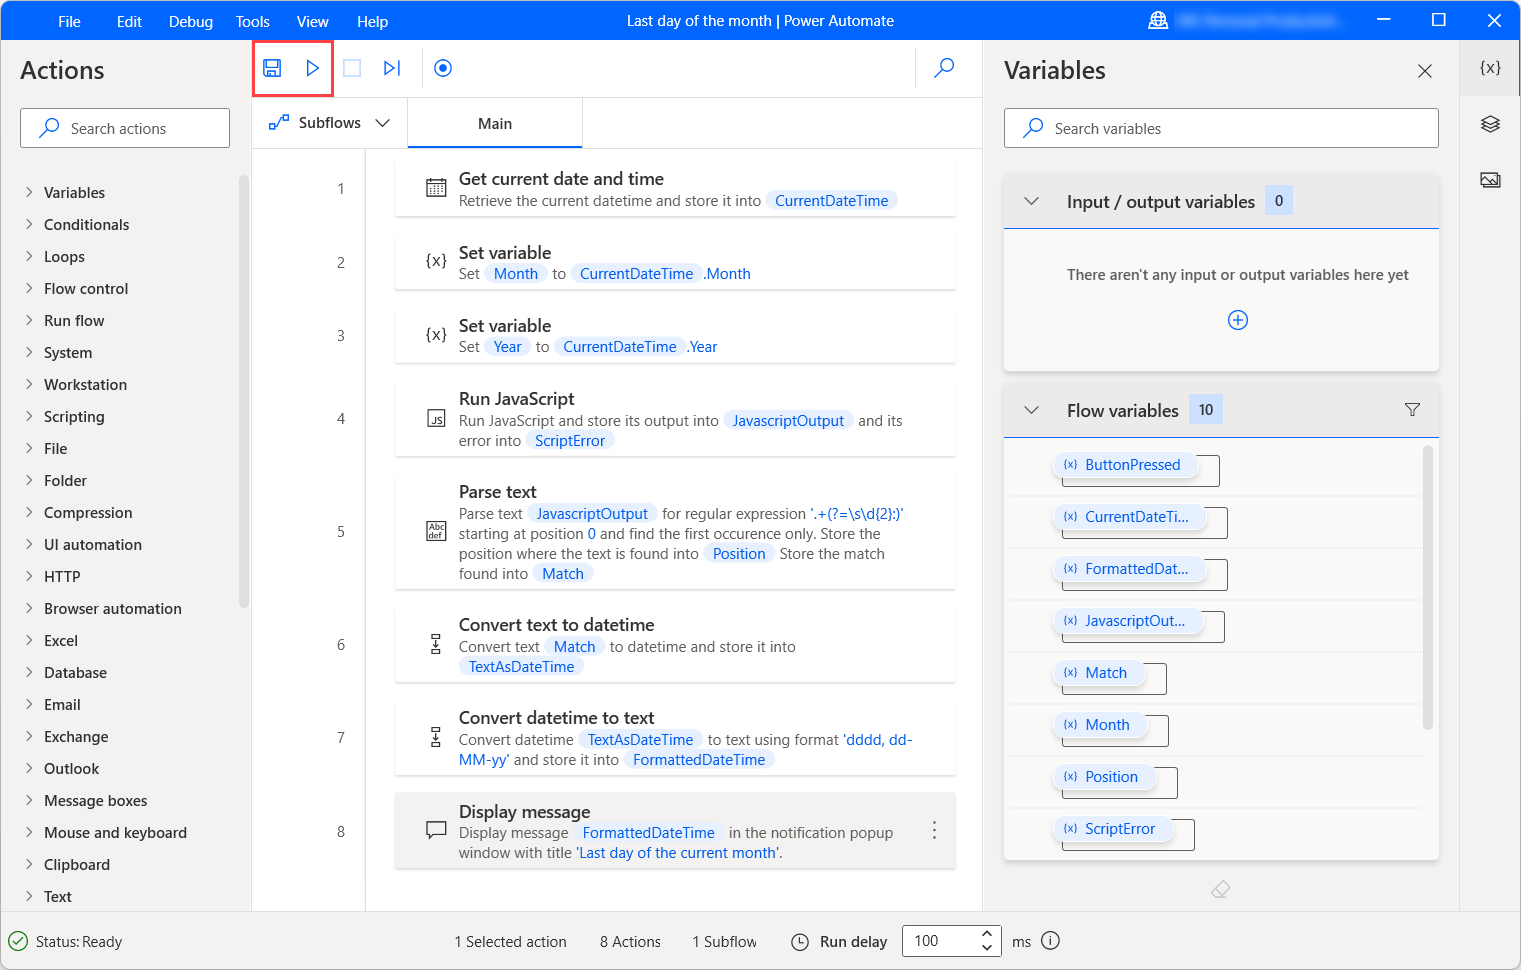 File Edit Debug Tools View Help
Last day of the month | Power Automate
Actions
Search actions
Variables
Conditionals
Loops
Flow control
Run flow
System
Workstation
Scripting
File
Folder
Compression
UI automation
HTTP
Browser automation
Excel
Database
Email
Exchange
Outlook
Message boxes
Mouse and keyboard
Clipboard
Text
Subflows
Main
1
Get current date and time
Retrieve the current datetime and store it into CurrentDateTime
2
{x}
Set variable
Set Month to CurrentDateTime .Month
3
{x}
Set variable
Set Year to CurrentDateTime .Year
4
JS
Run JavaScript
Run JavaScript and store its output into JavascriptOutput and its
error into ScriptError
5
Abc
def
Parse text
Parse text JavascriptOutput for regular expression '.+(?=\s\d{2}:)'
starting at position 0 and find the first occurence only. Store the
position where the text is found into Position Store the match
found into Match
6
Convert text to datetime
Convert text Match to datetime and store it into
TextAsDateTime
7
Convert datetime to text
Convert datetime TextAsDateTime to text using format 'dddd, dd-
MM-yy' and store it into FormattedDateTime
8
Display message
Display message FormattedDateTime in the notification popup
window with title 'Last day of the current month'.
Variables
{x}
Search variables
Input / output variables 0
There aren't any input or output variables here yet
Flow variables 10
{x} ButtonPressed
{x} CurrentDateTi...
{x} FormattedDat...
{x} JavascriptOut...
{x} Match
{x} Month
{x} Position
{x} ScriptError
Status: Ready
1 Selected action
8 Actions
1 Subflow
Run delay
100
ms